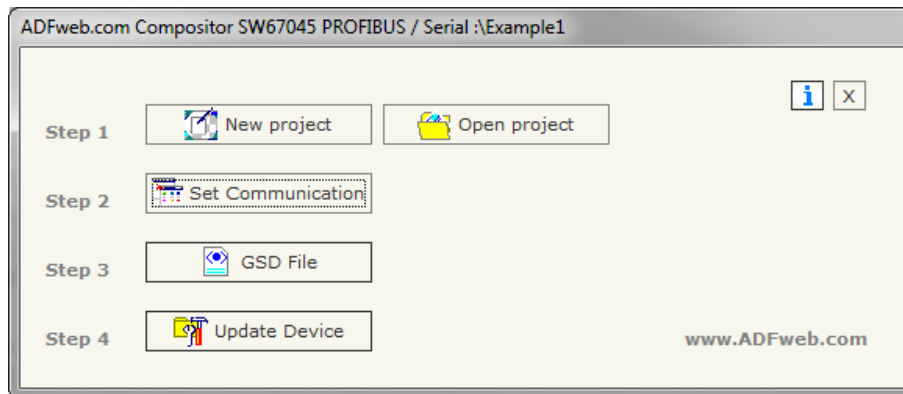 ADFweb.com Compositor SW67045 PROFIBUS / Serial :\Example1
i X
Step 1 New project Open project
Step 2 Set Communication
Step 3 GSD File
Step 4 Update Device
www.ADFweb.com